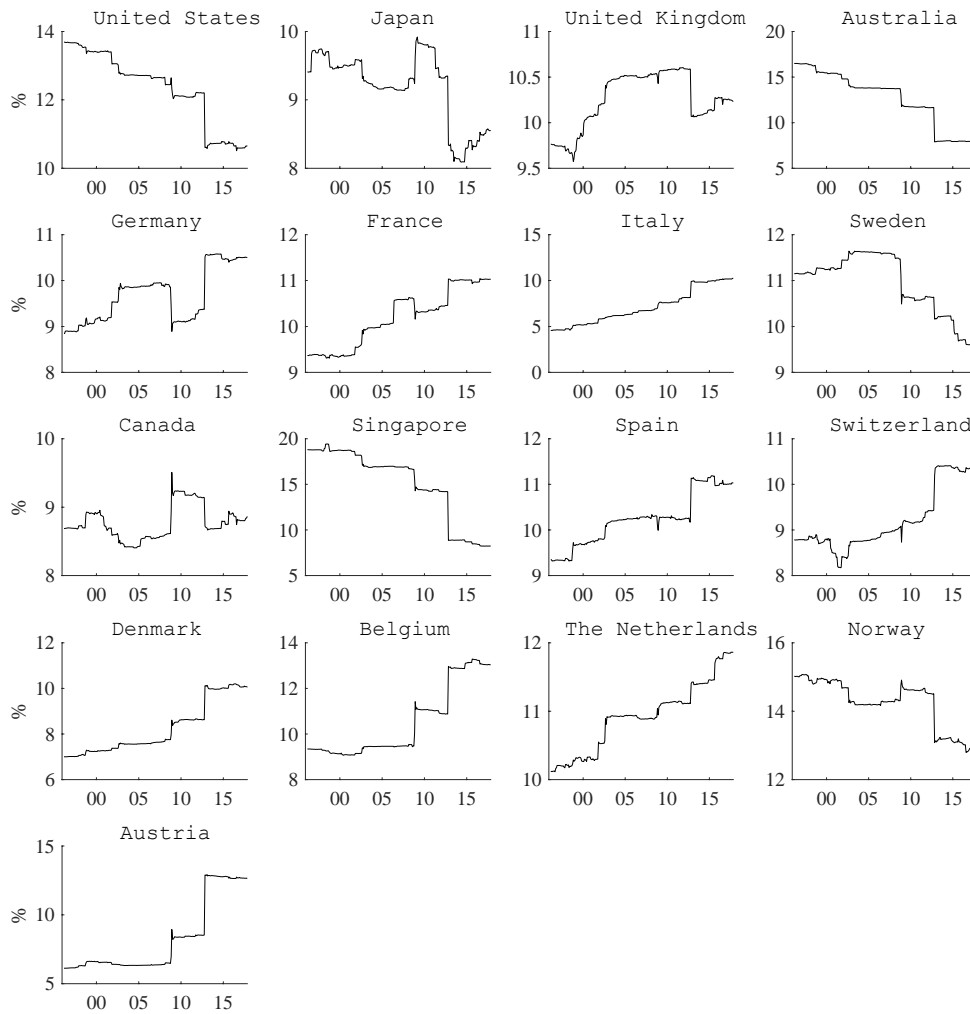 United States Japan United Kingdom Australia
14 10 11 20
10.5 15
% 12 9
10 10
10 8 9.5 5
00 05 10 15 00 05 10 15 00 05 10 15 00 05 10 15
Germany France Italy Sweden
11 12 15 12
% 10 11 10 11
9 10 5 10
8 9 0 9
00 05 10 15 00 05 10 15 00 05 10 15 00 05 10 15
Canada Singapore Spain Switzerland
10 20 12 11
15 11 10
% 9
10 10 9
8 5 9 8
00 05 10 15 00 05 10 15 00 05 10 15 00 05 10 15
Denmark Belgium The Netherlands Norway
12 14 12 16
% 10 12 11 14
8 10
6 8 10 12
00 05 10 15 00 05 10 15 00 05 10 15 00 05 10 15
Austria
15
% 10
5
00 05 10 15